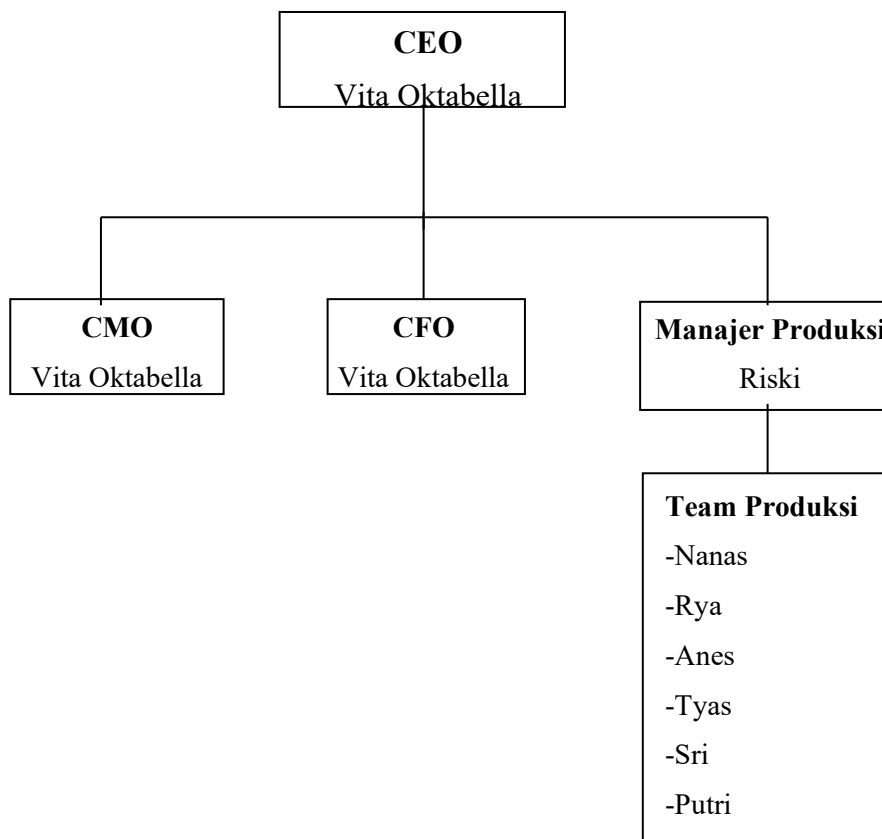 CEO
Vita Oktabella
CMO
Vita Oktabella
CFO
Vita Oktabella
Manajer Produksi
Riski
Team Produksi
-Nanas
-Rya
-Anes
-Tyas
-Sri
-Putri